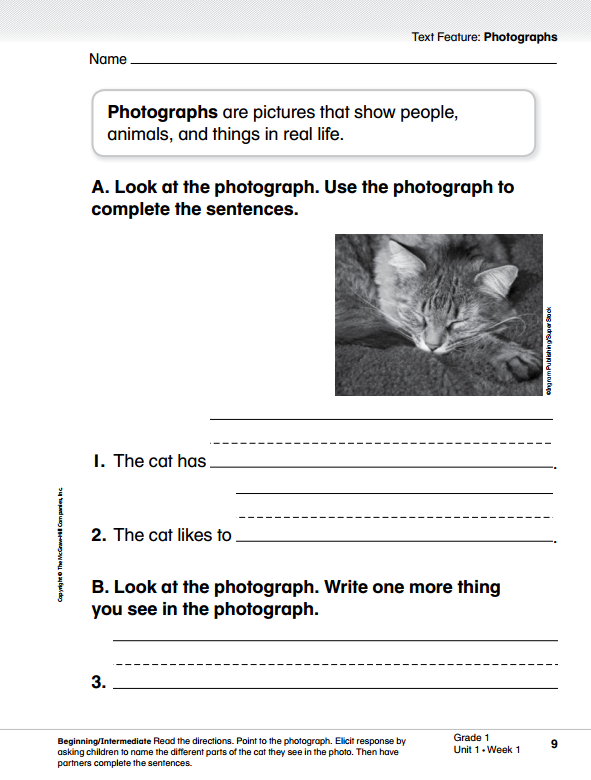 Text Feature: Photographs
Name
Photographs are pictures that show people,
animals, and things in real life.
A. Look at the photograph. Use the photograph to
complete the sentences.
©Ingram Publishing/SuperStock
1. The cat has .
2. The cat likes to .
Copyright © The McGraw-Hill Companies, Inc.
B. Look at the photograph. Write one more thing
you see in the photograph.
3.
Beginning/Intermediate Read the directions. Point to the photograph. Elicit response by
asking children to name the different parts of the cat they see in the photo. Then have
partners complete the sentences.
Grade 1
Unit 1 • Week 1
9